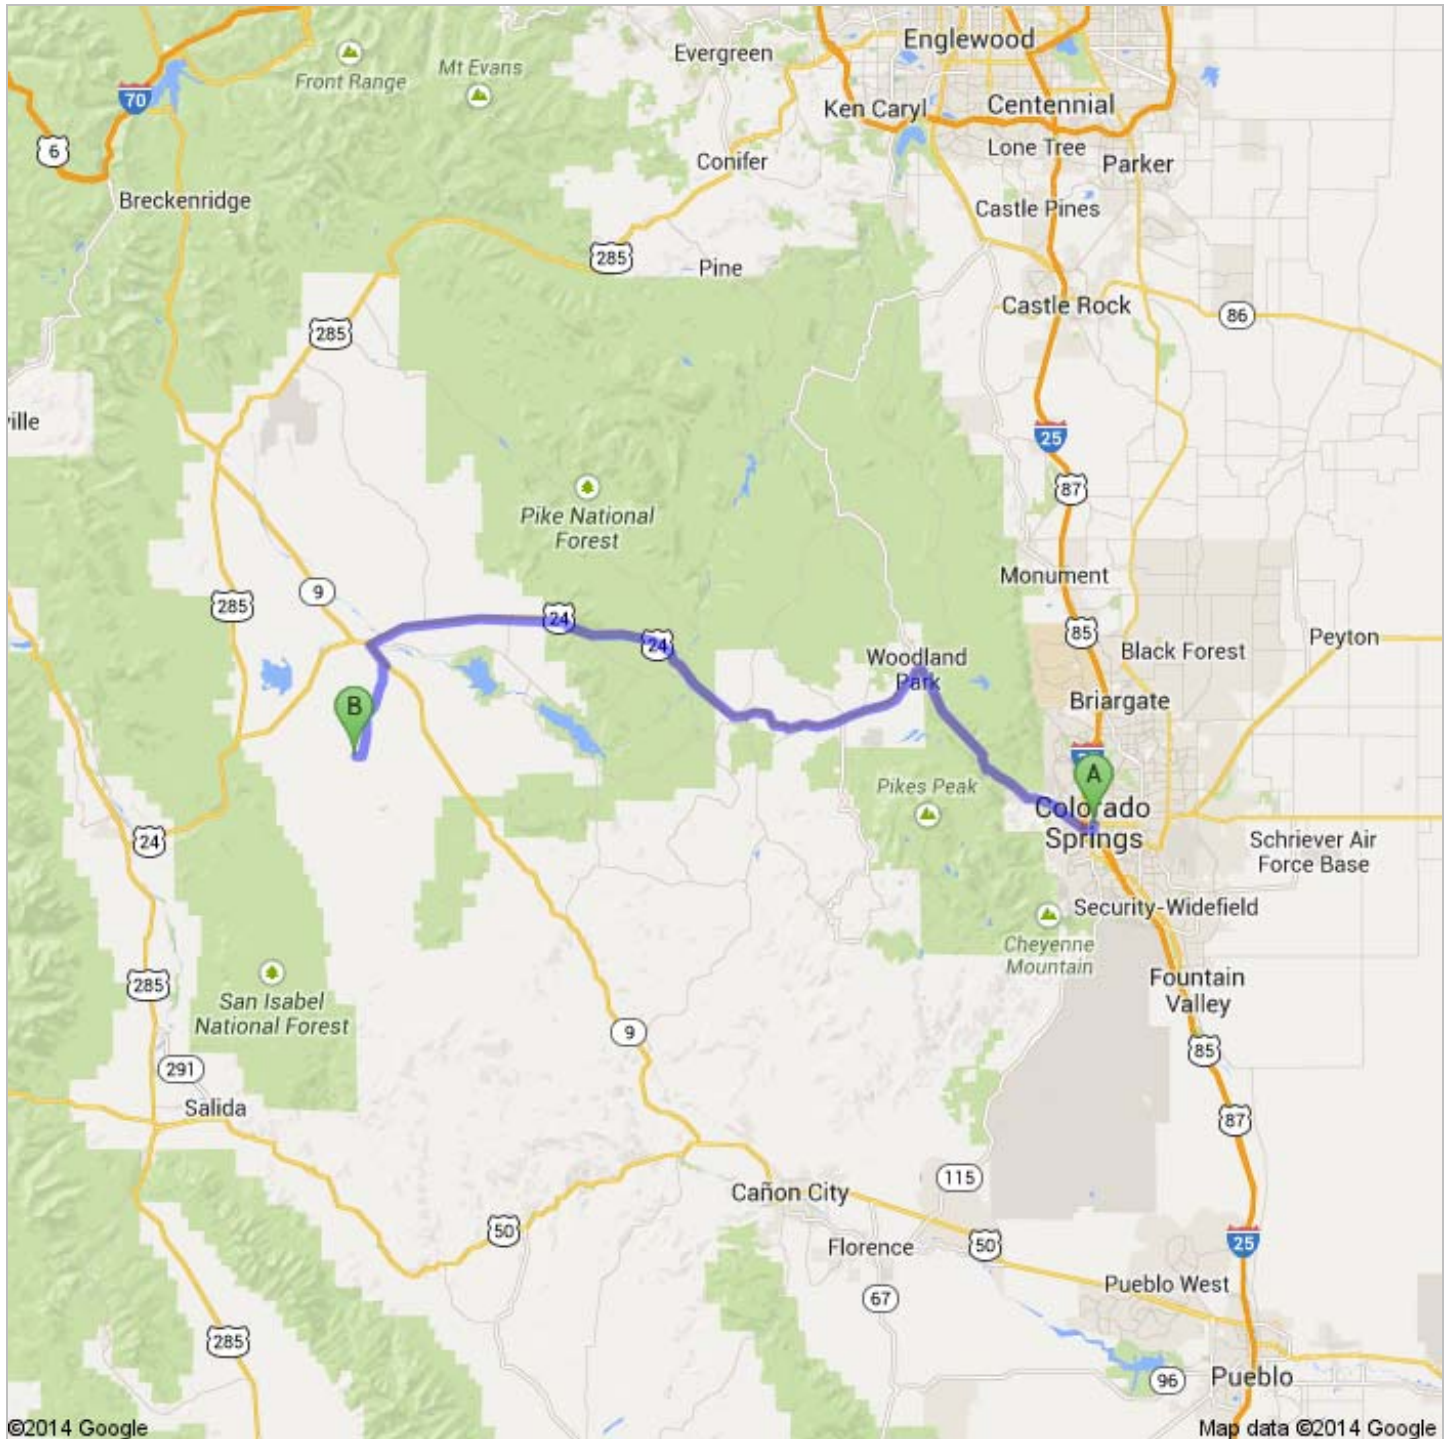 Englewood
Evergreen
Mt Evans
Front Range
70
Ken Caryl
Centennial
6
Lone Tree
Conifer
Parker
Breckenridge
Castle Pines
285
Pine
Castle Rock
86
285
ville
25
87
Pike National
Forest
Monument
9
285
24
24
85
Peyton
Black Forest
Woodland
Park
Briargate
B
A
Pikes Peak
Colorado
Springs
24
Schriever Air
Force Base
Security-Widefield
Cheyenne
Mountain
285
San Isabel
National Forest
Fountain
Valley
9
85
291
Salida
87
115
Cañon City
50
Florence
50
25
67
Pueblo West
285
96
Pueblo
©2014 Google
Map data ©2014 Google